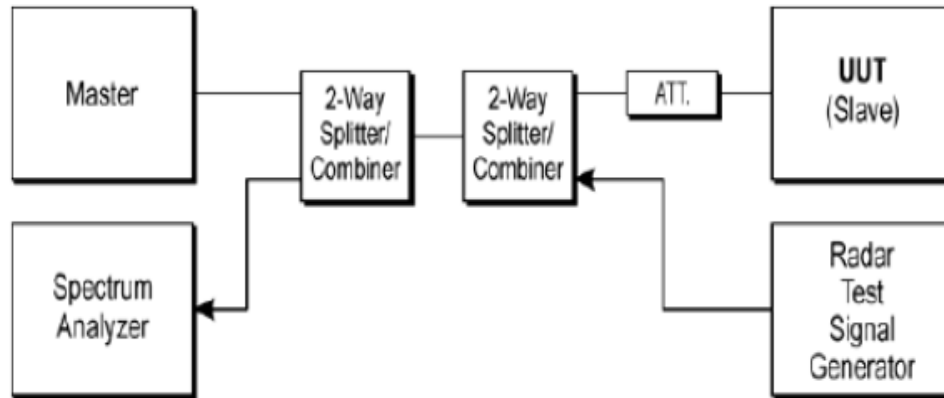 Master
2-Way
Splitter/
Combiner
2-Way
Splitter/
Combiner
ATT.
UUT
(Slave)
Spectrum
Analyzer
Radar
Test
Signal
Generator